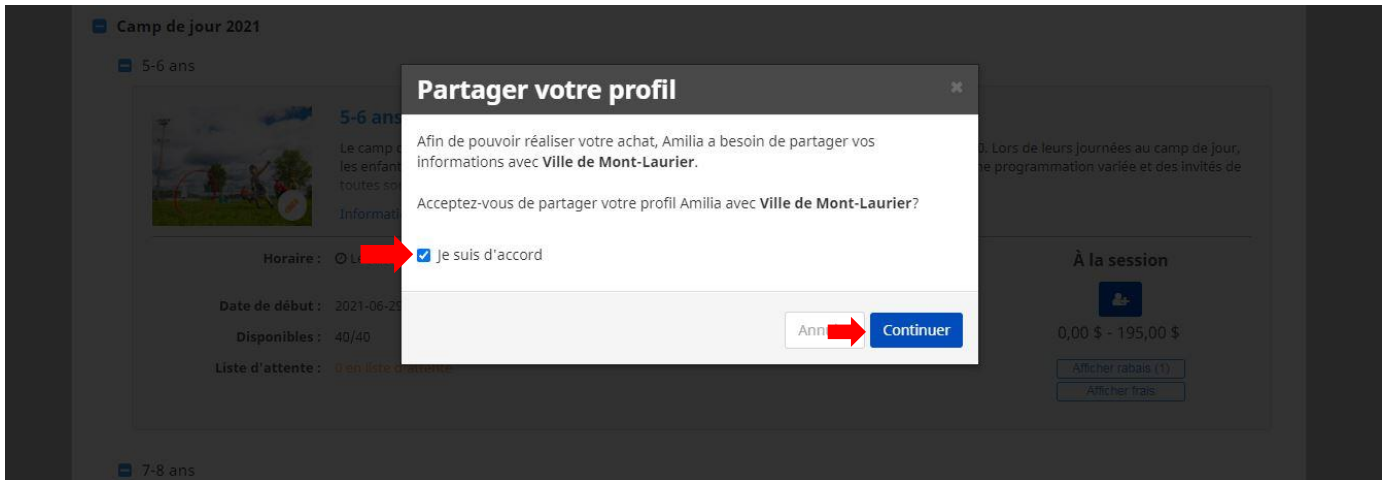 Camp de jour 2021
5-6 ans
Partager votre profil
5-6 ans
Afin de pouvoir réaliser votre achat, Amilia a besoin de partager vos
informations avec Ville de Mont-Laurier.
Le camp
0. Lors de leurs journées au camp de jour,
les enfant
programmation variée et des invités de
toutes
Acceptez-vous de partager votre profil Amilia avec Ville de Mont-Laurier?
Informati
Je suis d'accord
Horaire :
À la session
Date de début : 2021-06-29
Disponibles : 40/40
Continuer
0,00 $ - 195,00 $
Liste d'attente : 0 en liste d'attente
Afficher rabais (1)
Afficher frais
7-8 ans